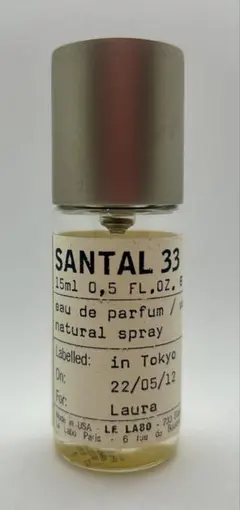 SANTAL 33
15ml 0,5 FL.OZ.
eau de parfum /
natural spray
Labelled: in Tokyo
On: 22/05/12
For: Laura
Made in USA - LE LABO - 233
Le Labo Paris - 6 rue de